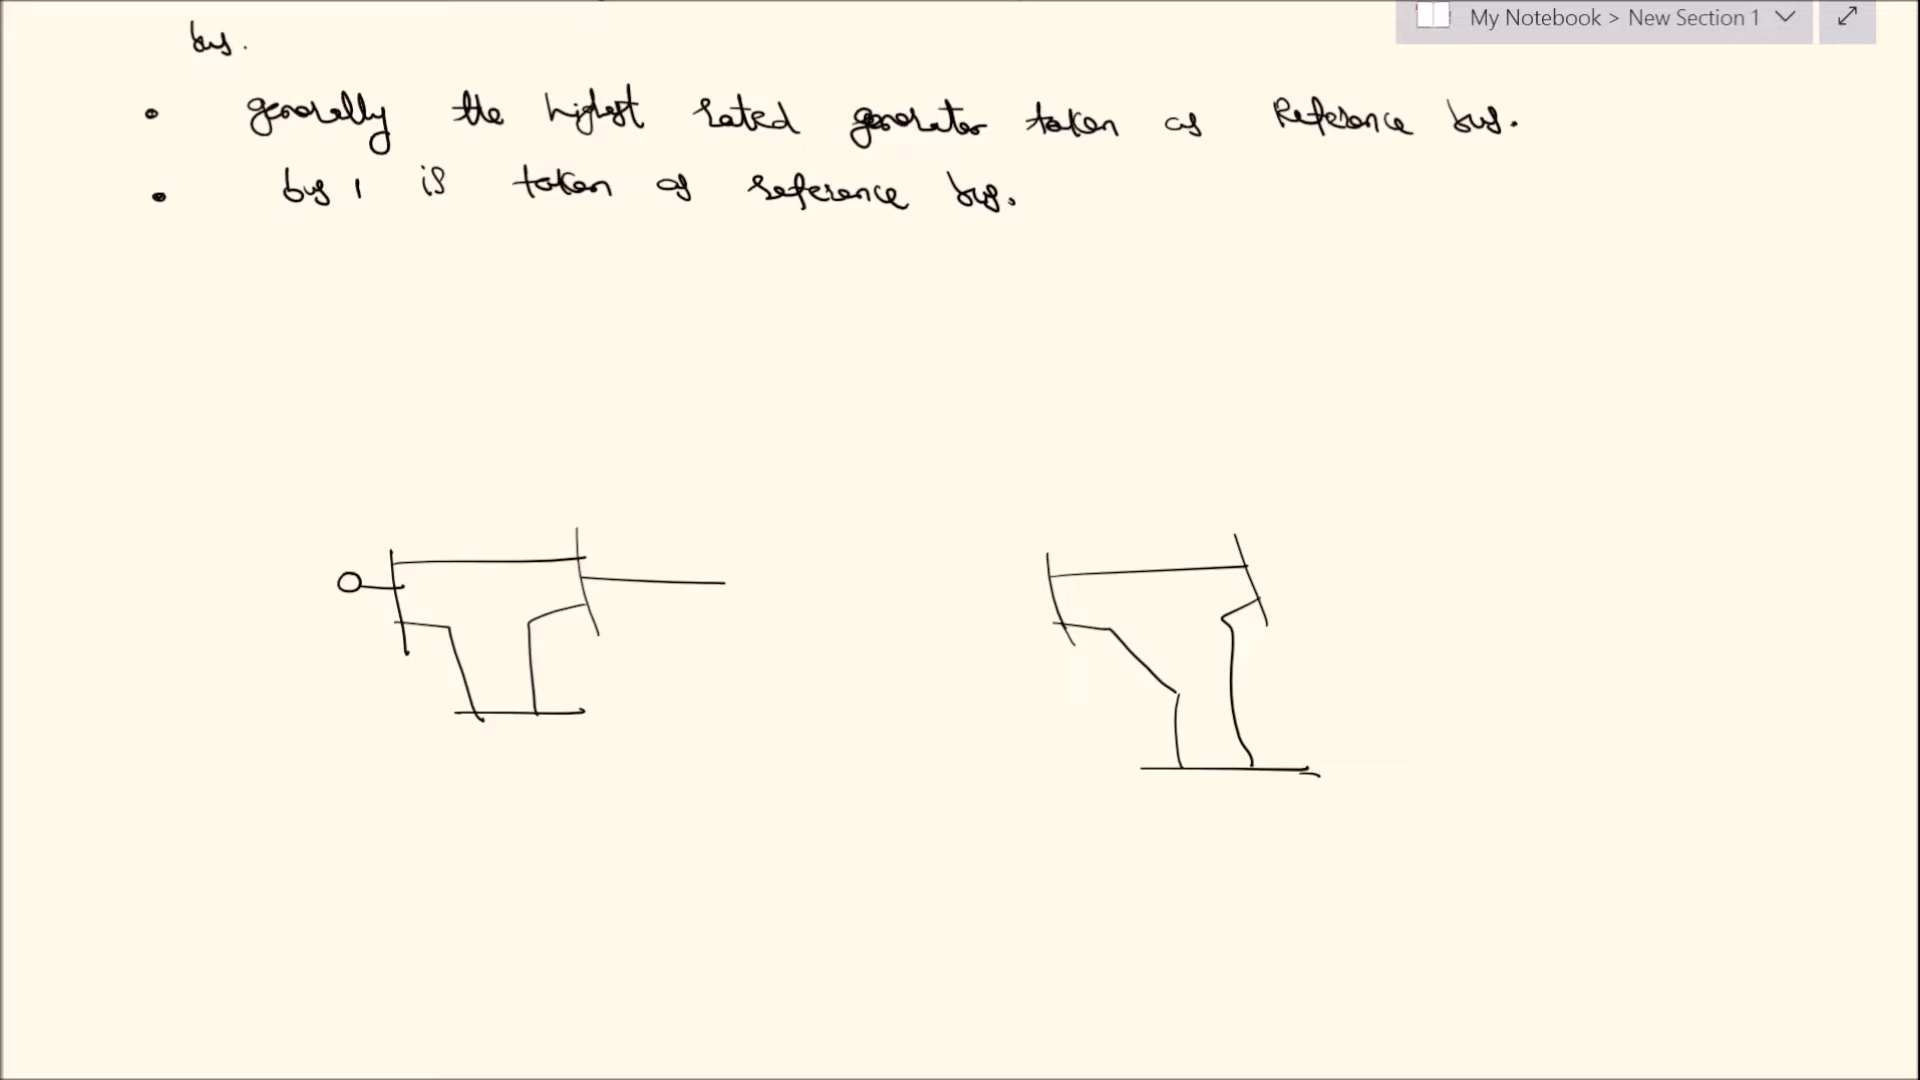 My Notebook > New Section 1
bus.
• generally the highest rated generator taken as Reference bus.
• bus 1 is taken as reference bus.